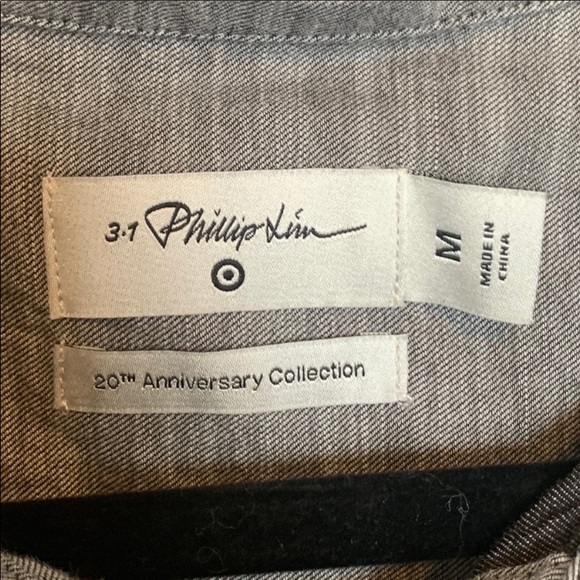 3.1 Phillip Lim
M
MADE IN
CHINA
20TH Anniversary Collection